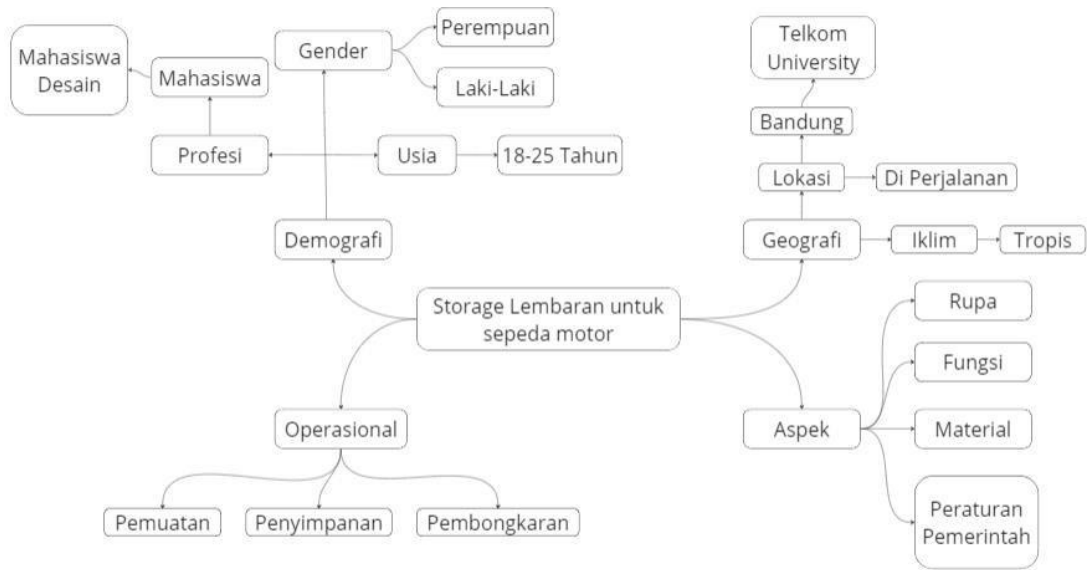 Mahasiswa
Desain
Mahasiswa
Gender
Perempuan
Laki-Laki
Profesi
Usia
18-25 Tahun
Demografi
Telkom
University
Bandung
Lokasi
Di Perjalanan
Geografi
Iklim
Tropis
Storage Lembaran untuk
sepeda motor
Operasional
Pemuatan
Penyimpanan
Pembongkaran
Aspek
Rupa
Fungsi
Material
Peraturan
Pemerintah